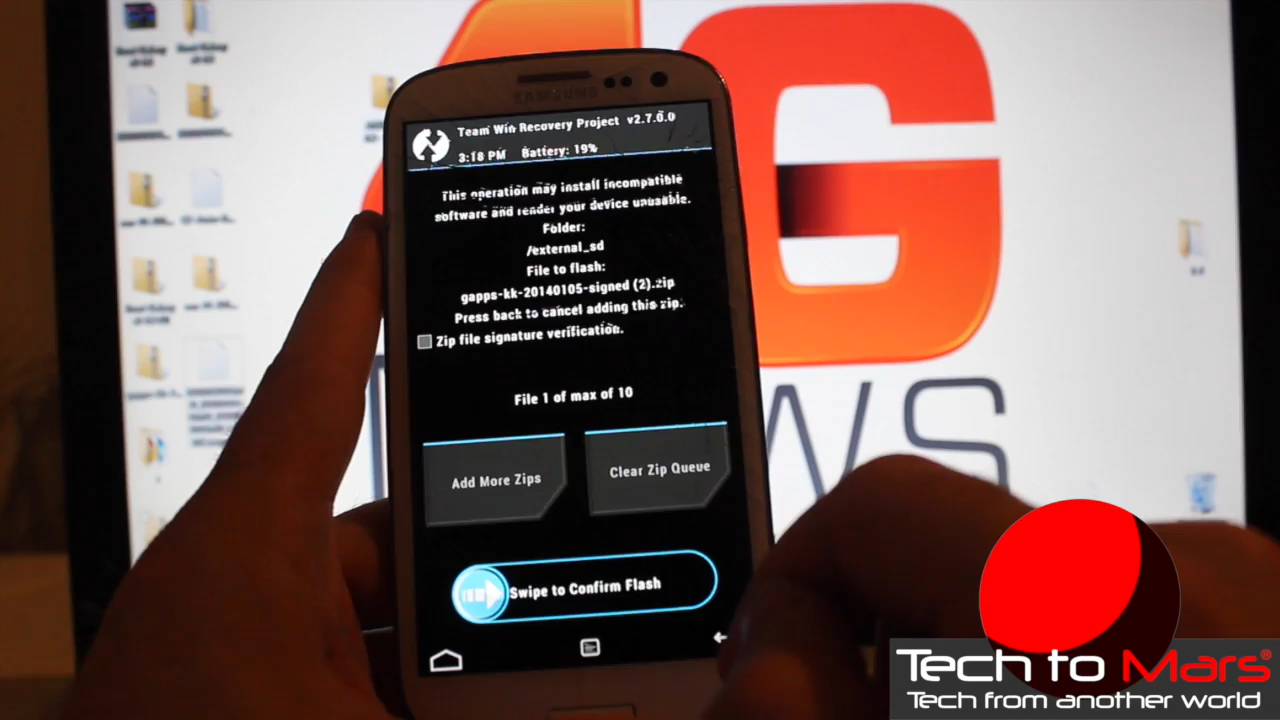 4G
NEWS
SAMSUNG
Team Win Recovery Project v2.7.0.0
3:18 PM Battery: 19%
This operation may install incompatible
software and render your device unusable.
Folder:
/external_sd
File to flash:
gapps-kk-20140105-signed (2).zip
Press back to cancel adding this zip.
Zip file signature verification.
File 1 of max of 10
Add More Zips
Clear Zip Queue
Swipe to Confirm Flash
Tech to Mars®
Tech from another world